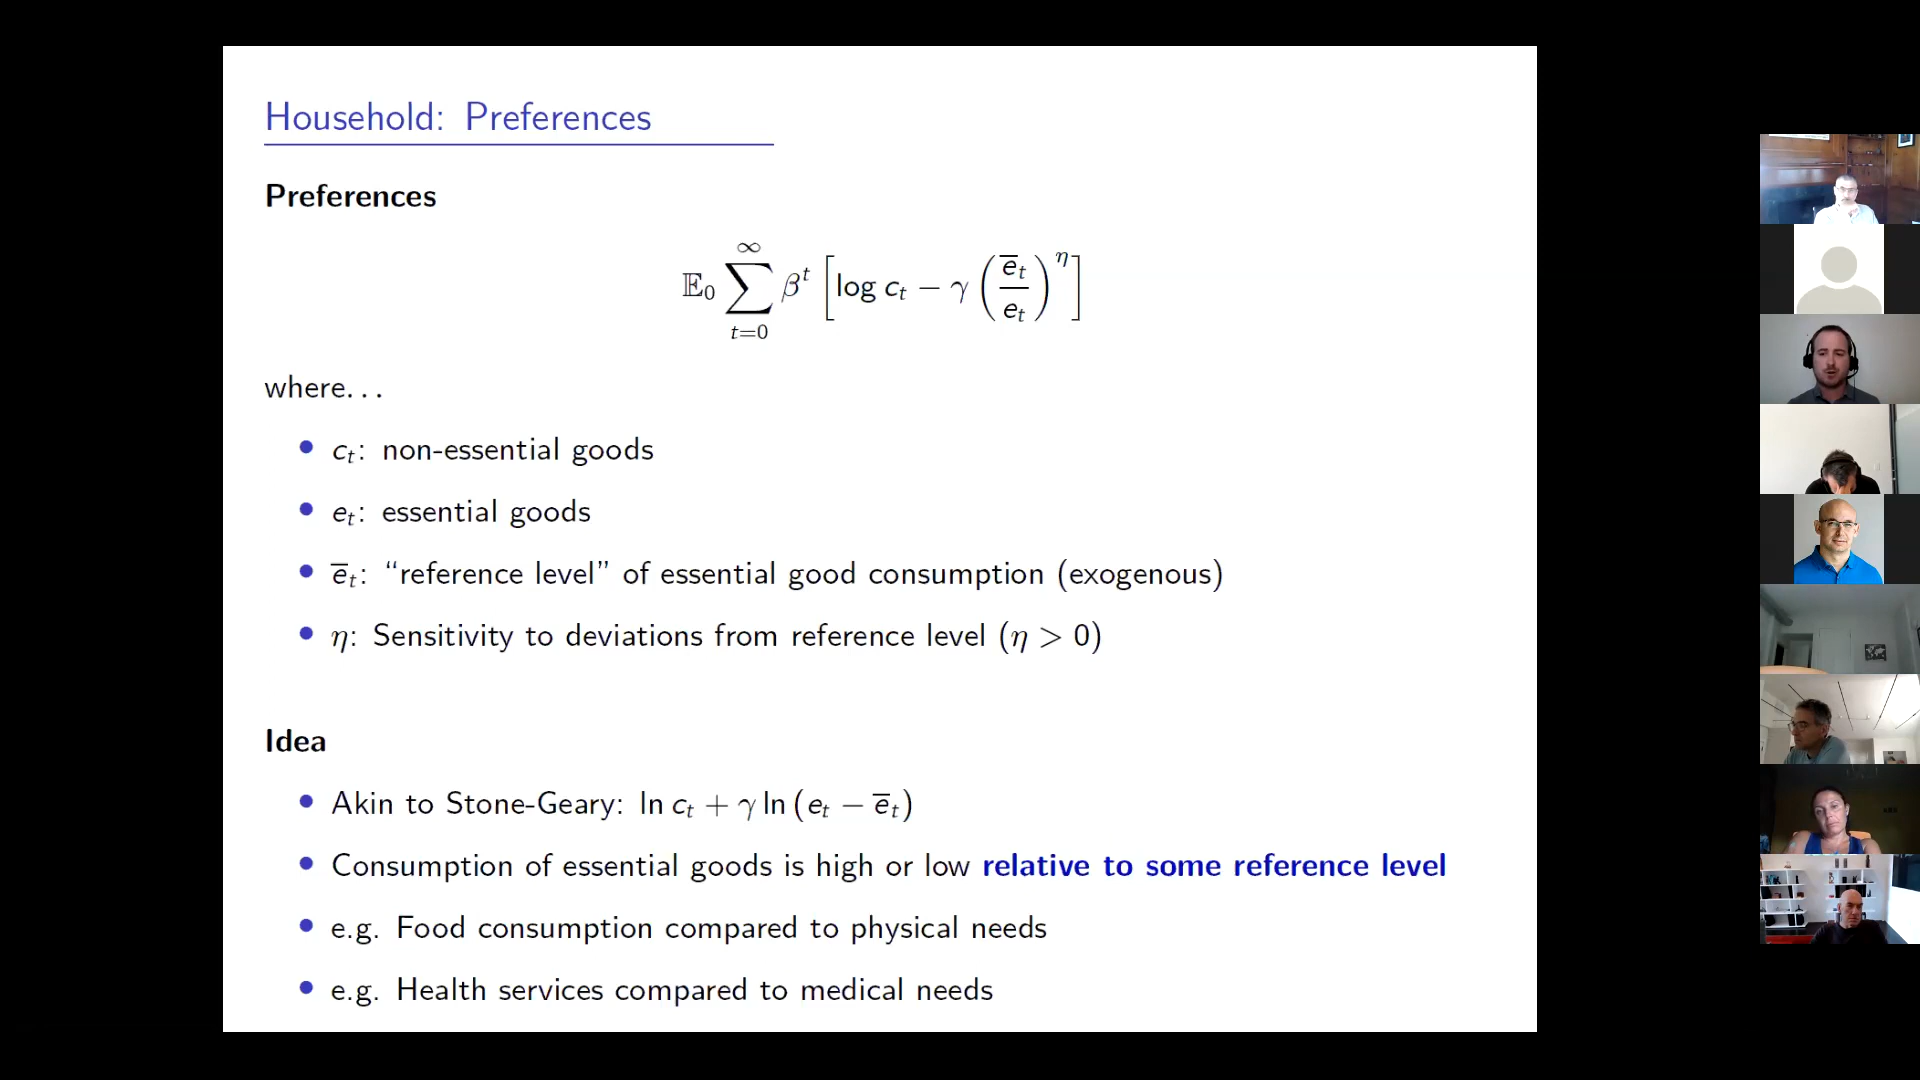 Household: Preferences
Preferences
𝔼₀ ∑_{t=0}^{∞} β^t [log c_t − γ (e̅_t / e_t)^η]
where. . .
• c_t: non-essential goods
• e_t: essential goods
• e̅_t: “reference level” of essential good consumption (exogenous)
• η: Sensitivity to deviations from reference level (η > 0)
Idea
• Akin to Stone-Geary: ln c_t + γ ln (e_t − e̅_t)
• Consumption of essential goods is high or low relative to some reference level
• e.g. Food consumption compared to physical needs
• e.g. Health services compared to medical needs